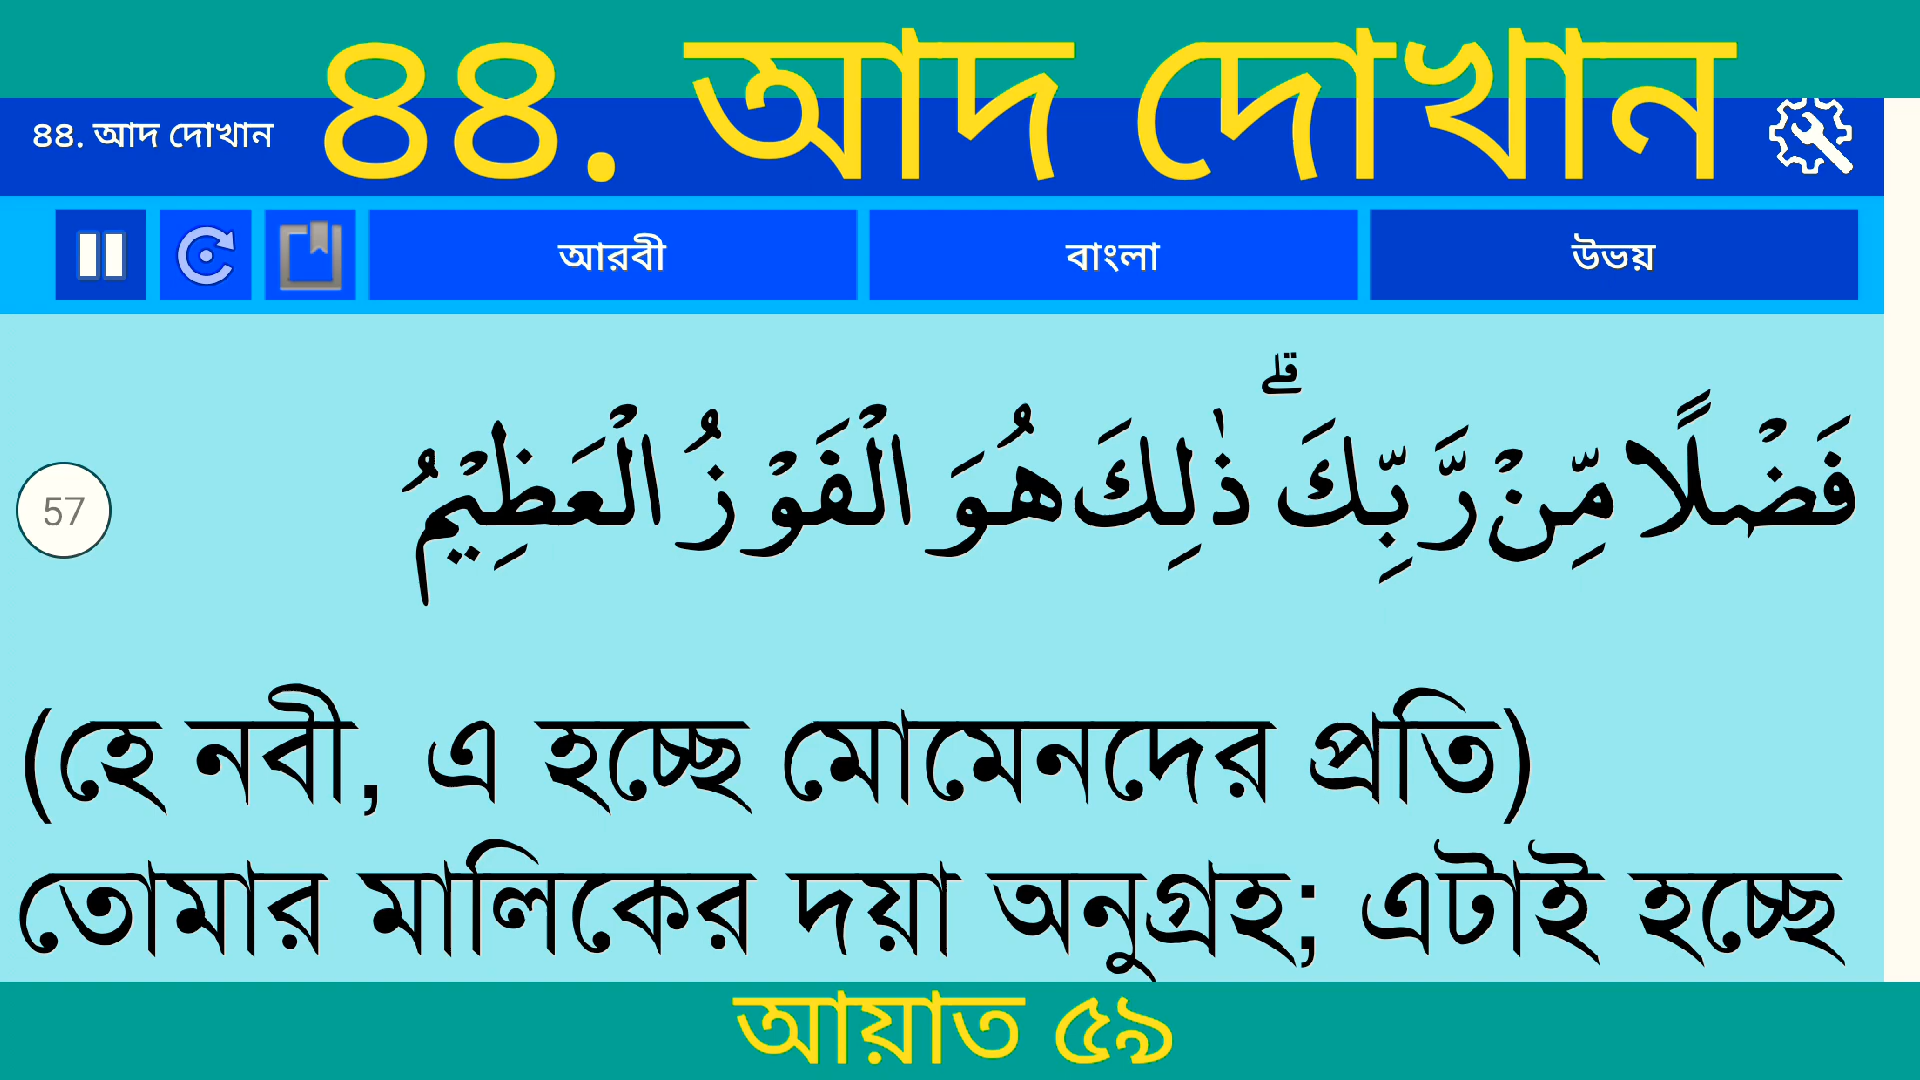 ৪৪. আদ দোখান
৪৪. আদ দোখান
আরবী
বাংলা
উভয়
فَضْلًا مِّنْ رَّبِّكَ ۗ ذٰلِكَ هُوَ الْفَوْزُ الْعَظِيْمُ
57
(হে নবী, এ হচ্ছে মোমেনদের প্রতি)
তোমার মালিকের দয়া অনুগ্রহ; এটাই হচ্ছে
আয়াত ৫৯